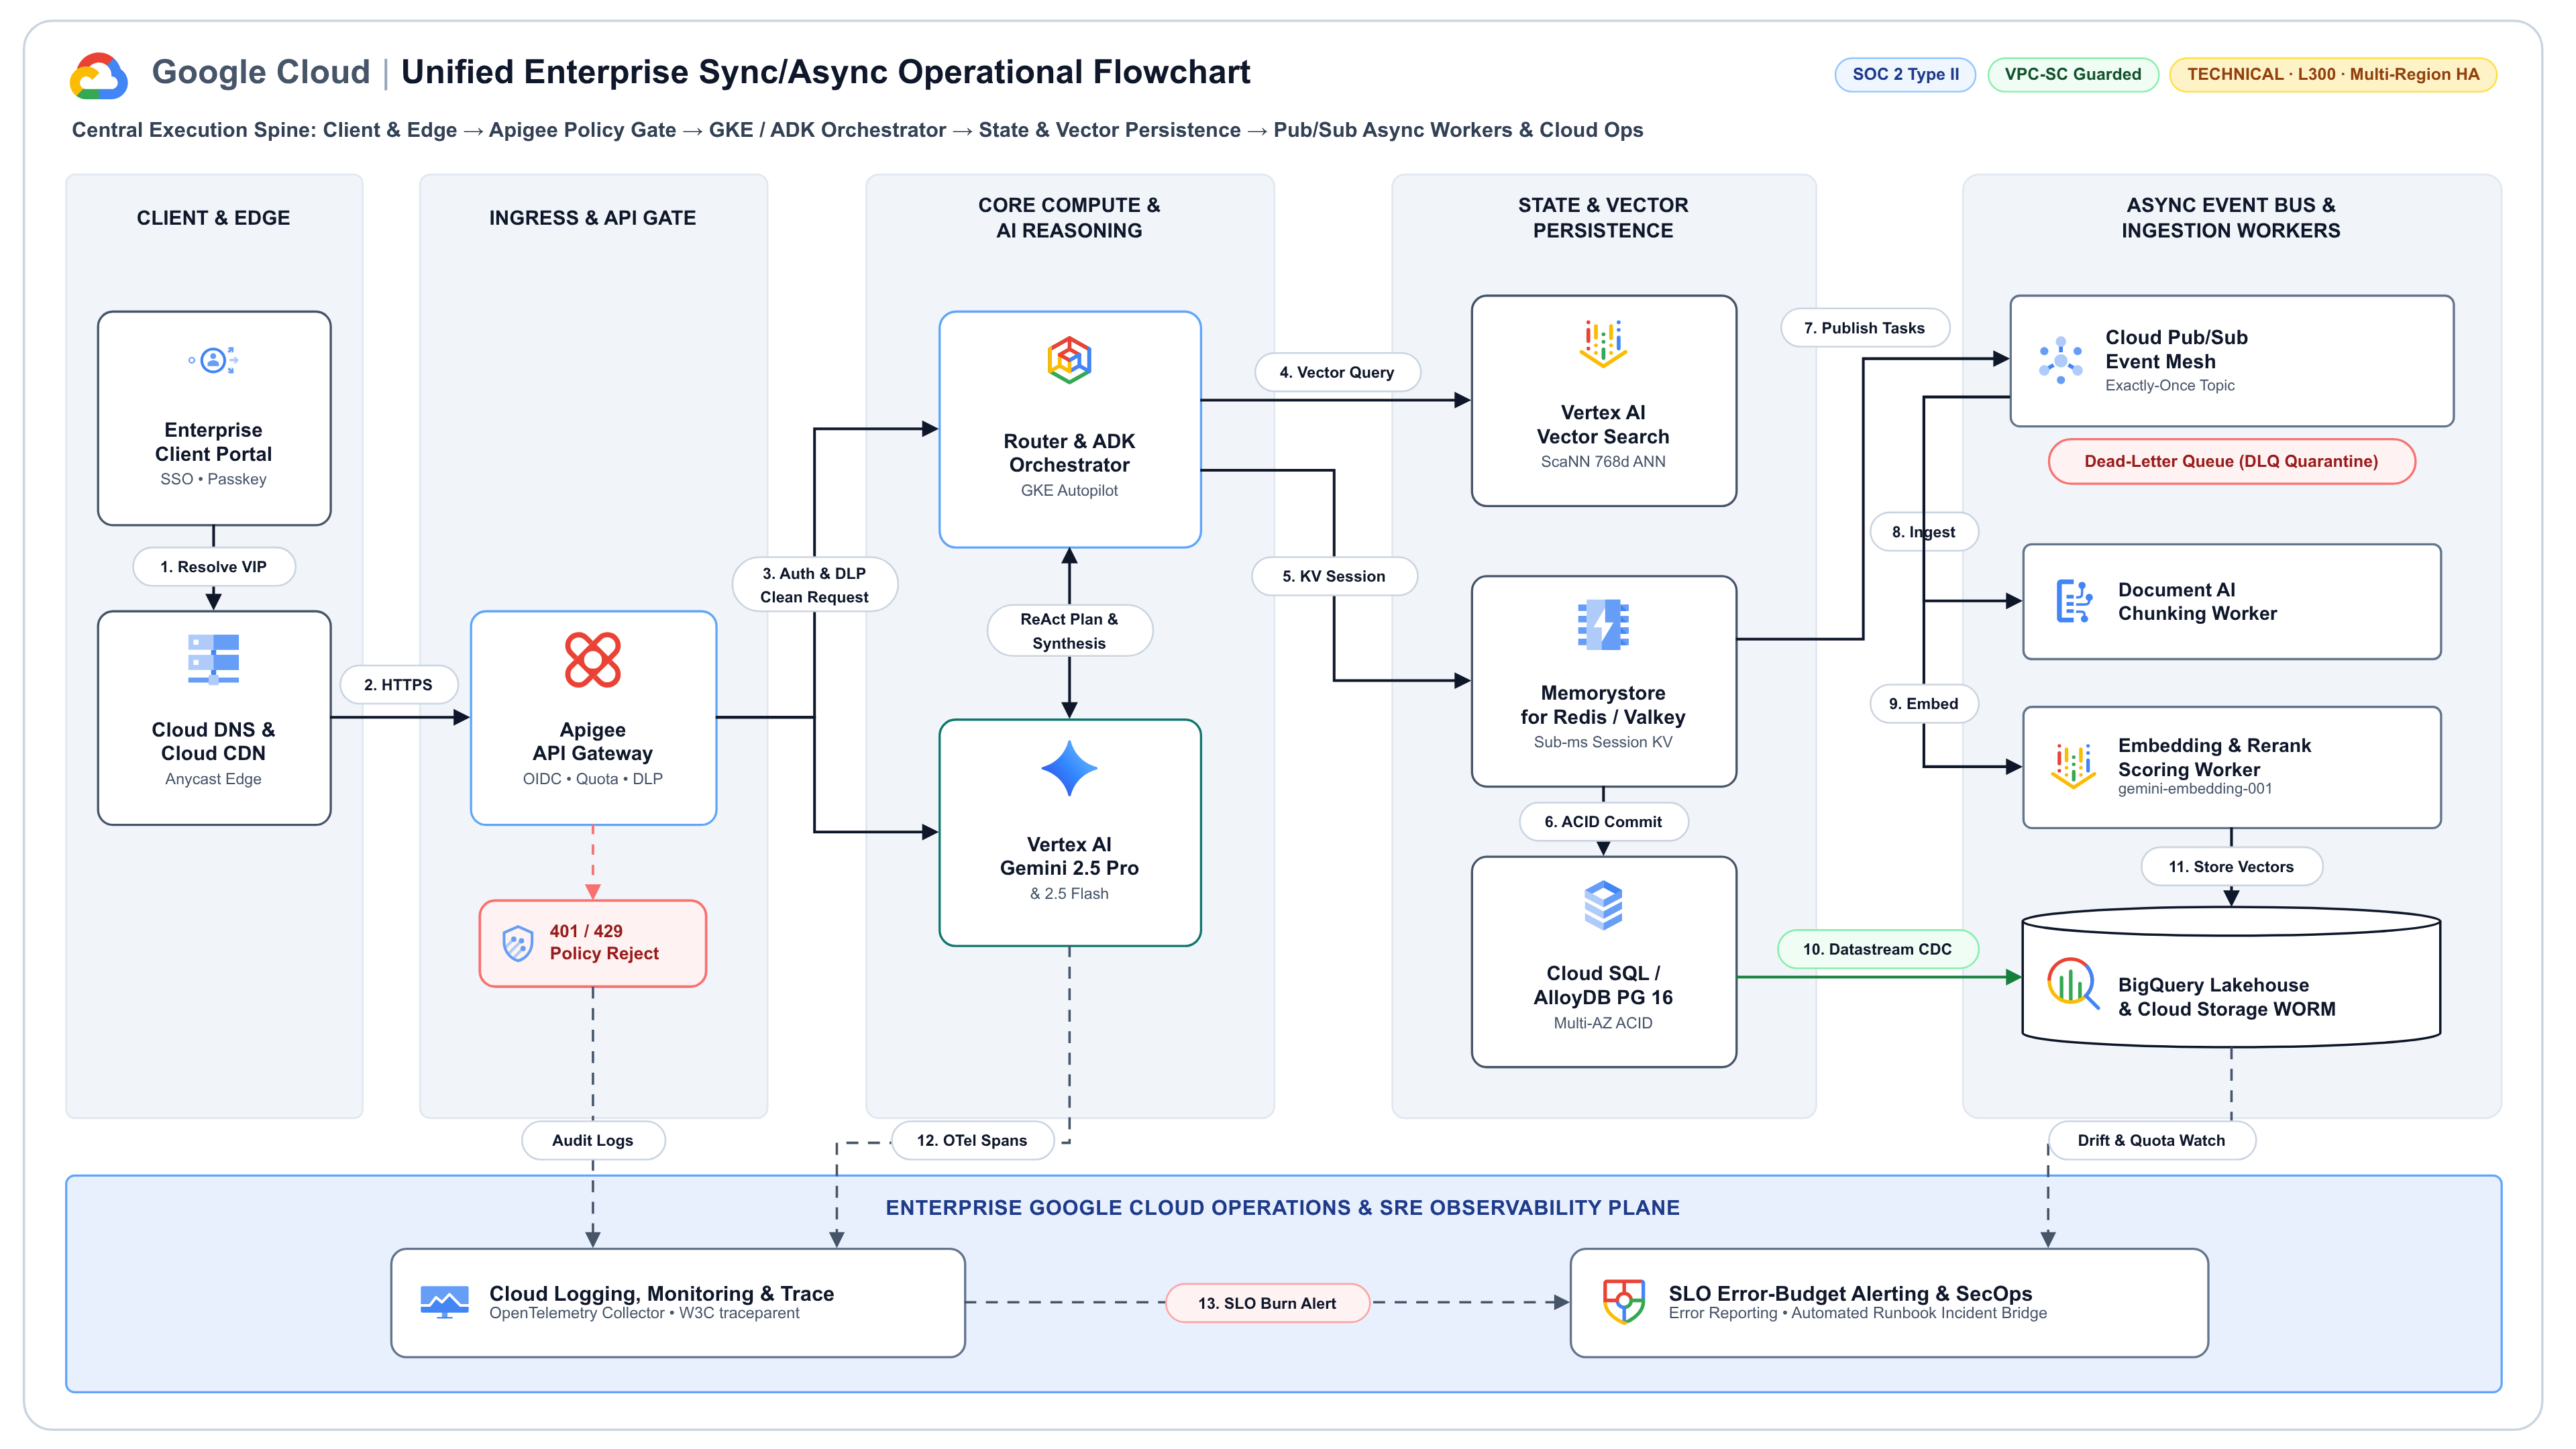 Google Cloud | Unified Enterprise Sync/Async Operational Flowchart
SOC 2 Type II
VPC-SC Guarded
TECHNICAL · L300 · Multi-Region HA
Central Execution Spine: Client & Edge → Apigee Policy Gate → GKE / ADK Orchestrator → State & Vector Persistence → Pub/Sub Async Workers & Cloud Ops
CLIENT & EDGE
Enterprise
Client Portal
SSO • Passkey
1. Resolve VIP
Cloud DNS &
Cloud CDN
Anycast Edge
2. HTTPS
INGRESS & API GATE
Apigee
API Gateway
OIDC • Quota • DLP
401 / 429
Policy Reject
Audit Logs
3. Auth & DLP
Clean Request
CORE COMPUTE &
AI REASONING
Router & ADK
Orchestrator
GKE Autopilot
ReAct Plan &
Synthesis
Vertex AI
Gemini 2.5 Pro
& 2.5 Flash
12. OTel Spans
4. Vector Query
5. KV Session
STATE & VECTOR
PERSISTENCE
Vertex AI
Vector Search
ScaNN 768d ANN
Memorystore
for Redis / Valkey
Sub-ms Session KV
6. ACID Commit
Cloud SQL /
AlloyDB PG 16
Multi-AZ ACID
7. Publish Tasks
8. Ingest
9. Embed
10. Datastream CDC
ASYNC EVENT BUS &
INGESTION WORKERS
Cloud Pub/Sub
Event Mesh
Exactly-Once Topic
Dead-Letter Queue (DLQ Quarantine)
Document AI
Chunking Worker
Embedding & Rerank
Scoring Worker
gemini-embedding-001
11. Store Vectors
BigQuery Lakehouse
& Cloud Storage WORM
Drift & Quota Watch
ENTERPRISE GOOGLE CLOUD OPERATIONS & SRE OBSERVABILITY PLANE
Cloud Logging, Monitoring & Trace
OpenTelemetry Collector • W3C traceparent
13. SLO Burn Alert
SLO Error-Budget Alerting & SecOps
Error Reporting • Automated Runbook Incident Bridge